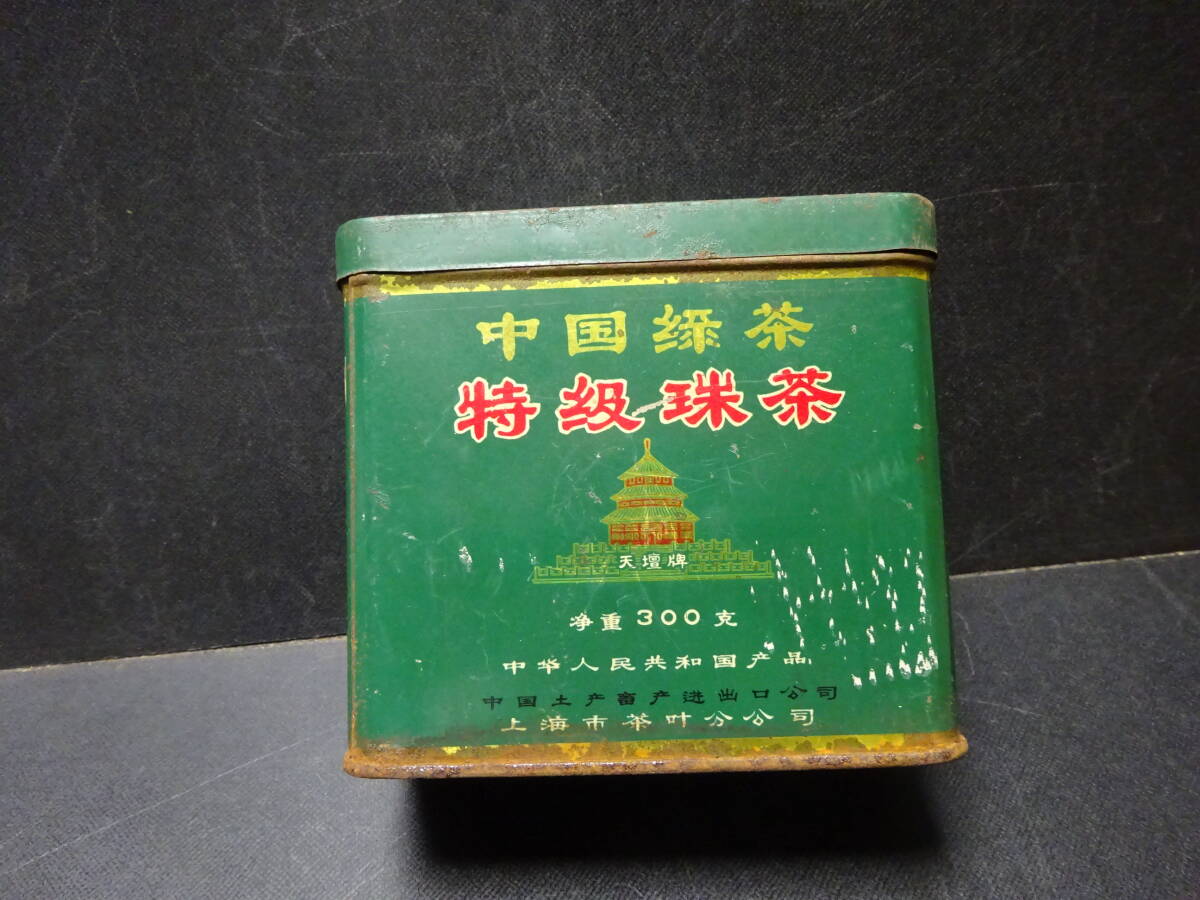 中国绿茶
特级珠茶
天壇牌
净重 300 克
中华人民共和国产品
中国土产畜产进出口公司
上海市茶叶分公司